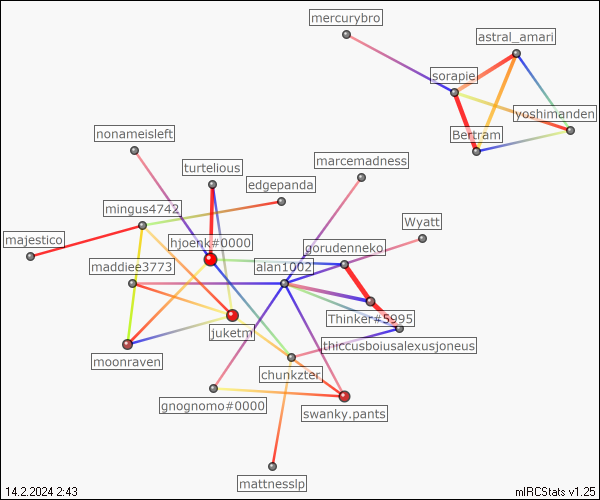 mercurybro
astral_amari
sorapie
yoshimanden
Bertram
nonameisleft
marcemadness
turtelious
edgepanda
mingus4742
Wyatt
majestico
hjoenk#0000
gorudenneko
maddiee3773
alan1002
Thinker#5995
juketm
thiccusboiusalexusjoneus
moonraven
chunkzter
gnognomo#0000
swanky.pants
mattnesslp
14.2.2024 2:43
mIRCStats v1.25